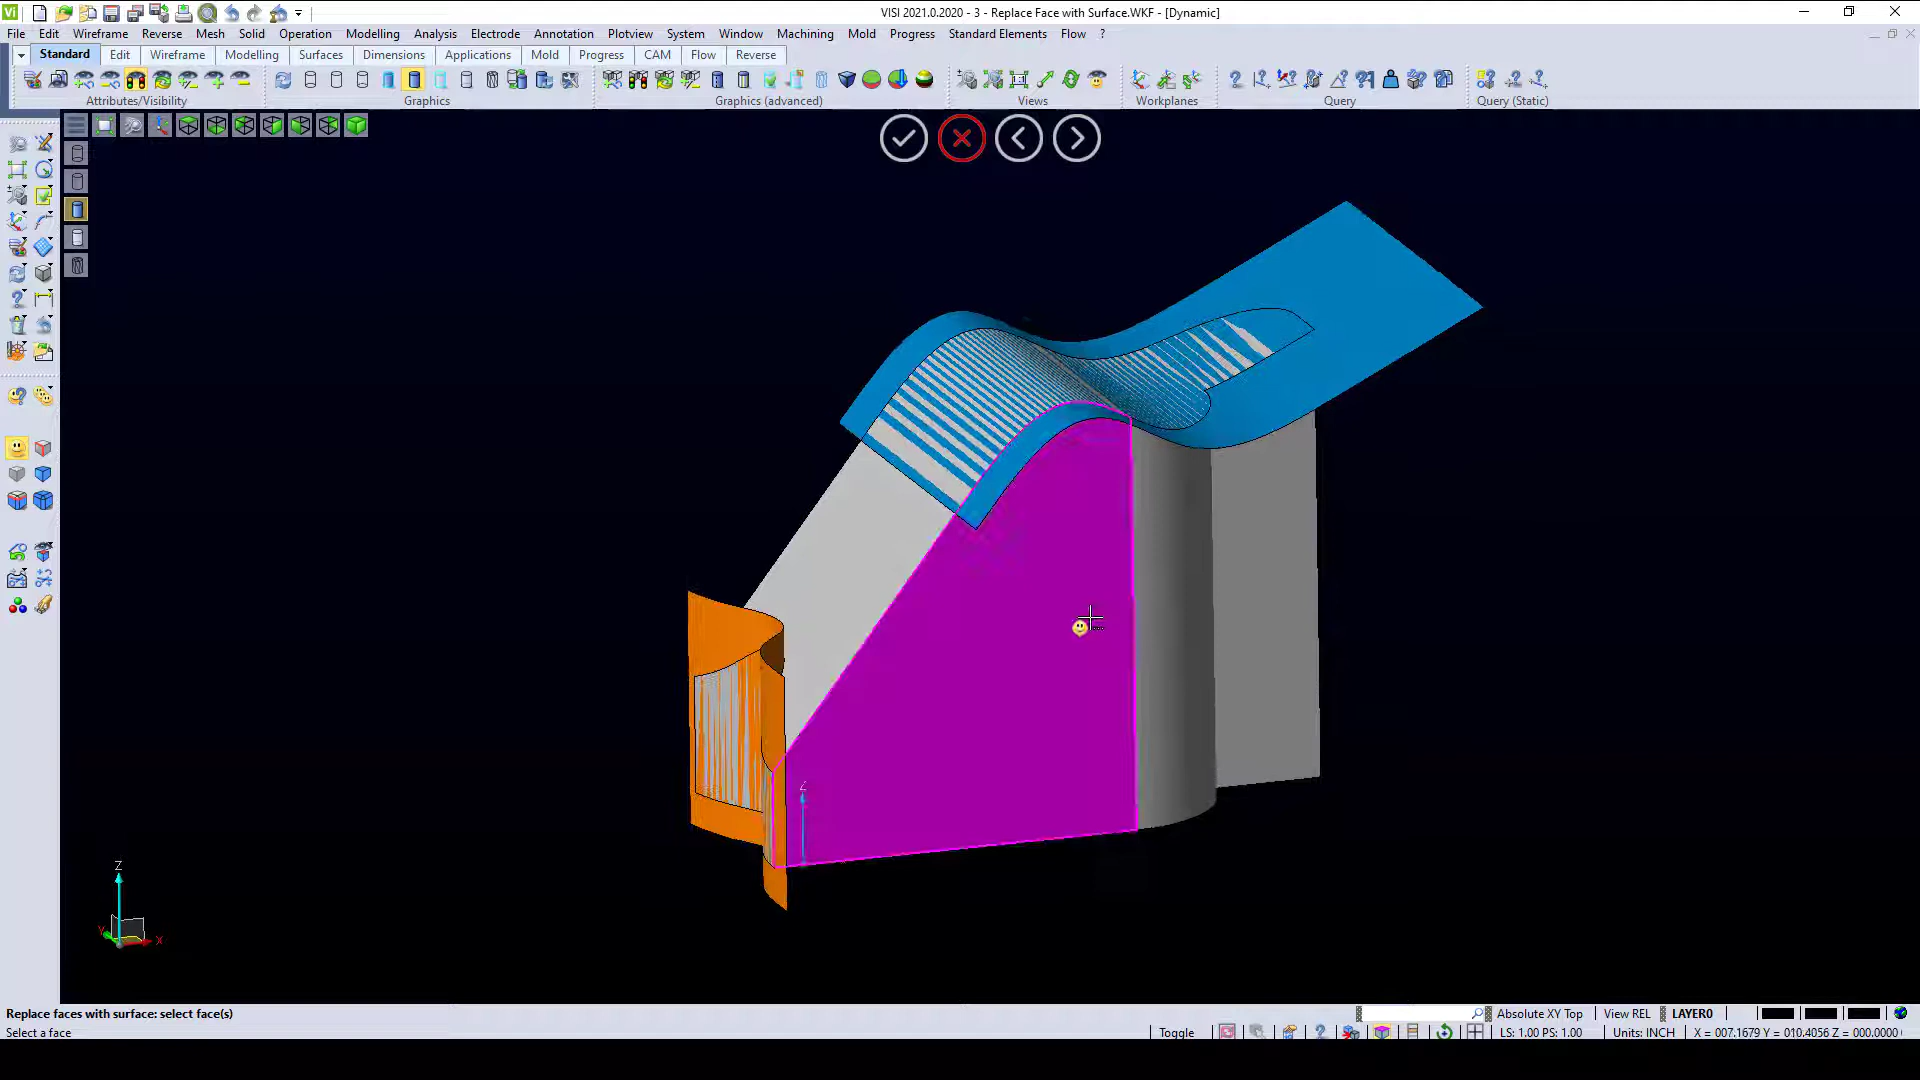 Vi
VISI 2021.0.2020 - 3 - Replace Face with Surface.WKF - [Dynamic]
File Edit Wireframe Reverse Mesh Solid Operation Modelling Analysis Electrode Annotation Plotview System Window Machining Mold Progress Standard Elements Flow ?
Standard Edit Wireframe Modelling Surfaces Dimensions Applications Mold Progress CAM Flow Reverse
Attributes/Visibility Graphics Graphics (advanced) Views Workplanes Query Query (Static)
Z
Z
Y
X
Replace faces with surface: select face(s)
Absolute XY Top View REL LAYER0
Select a face
Toggle LS: 1.00 PS: 1.00 Units: INCH X = 007.1679 Y = 010.4056 Z = 000.0000